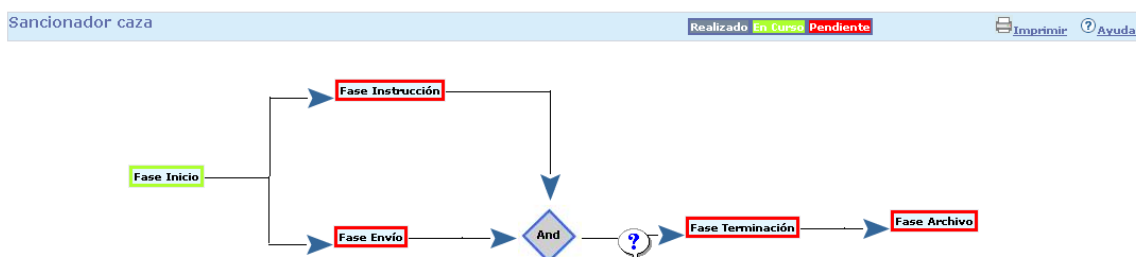 Sancionador caza
Realizado En Curso Pendiente
Imprimir ? Ayuda
Fase Instrucción
Fase Inicio
Fase Envío
And
?
Fase Terminación
Fase Archivo